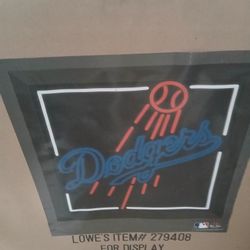 Dodgers
LOWE'S ITEM# 279408
FOR DISPLAY